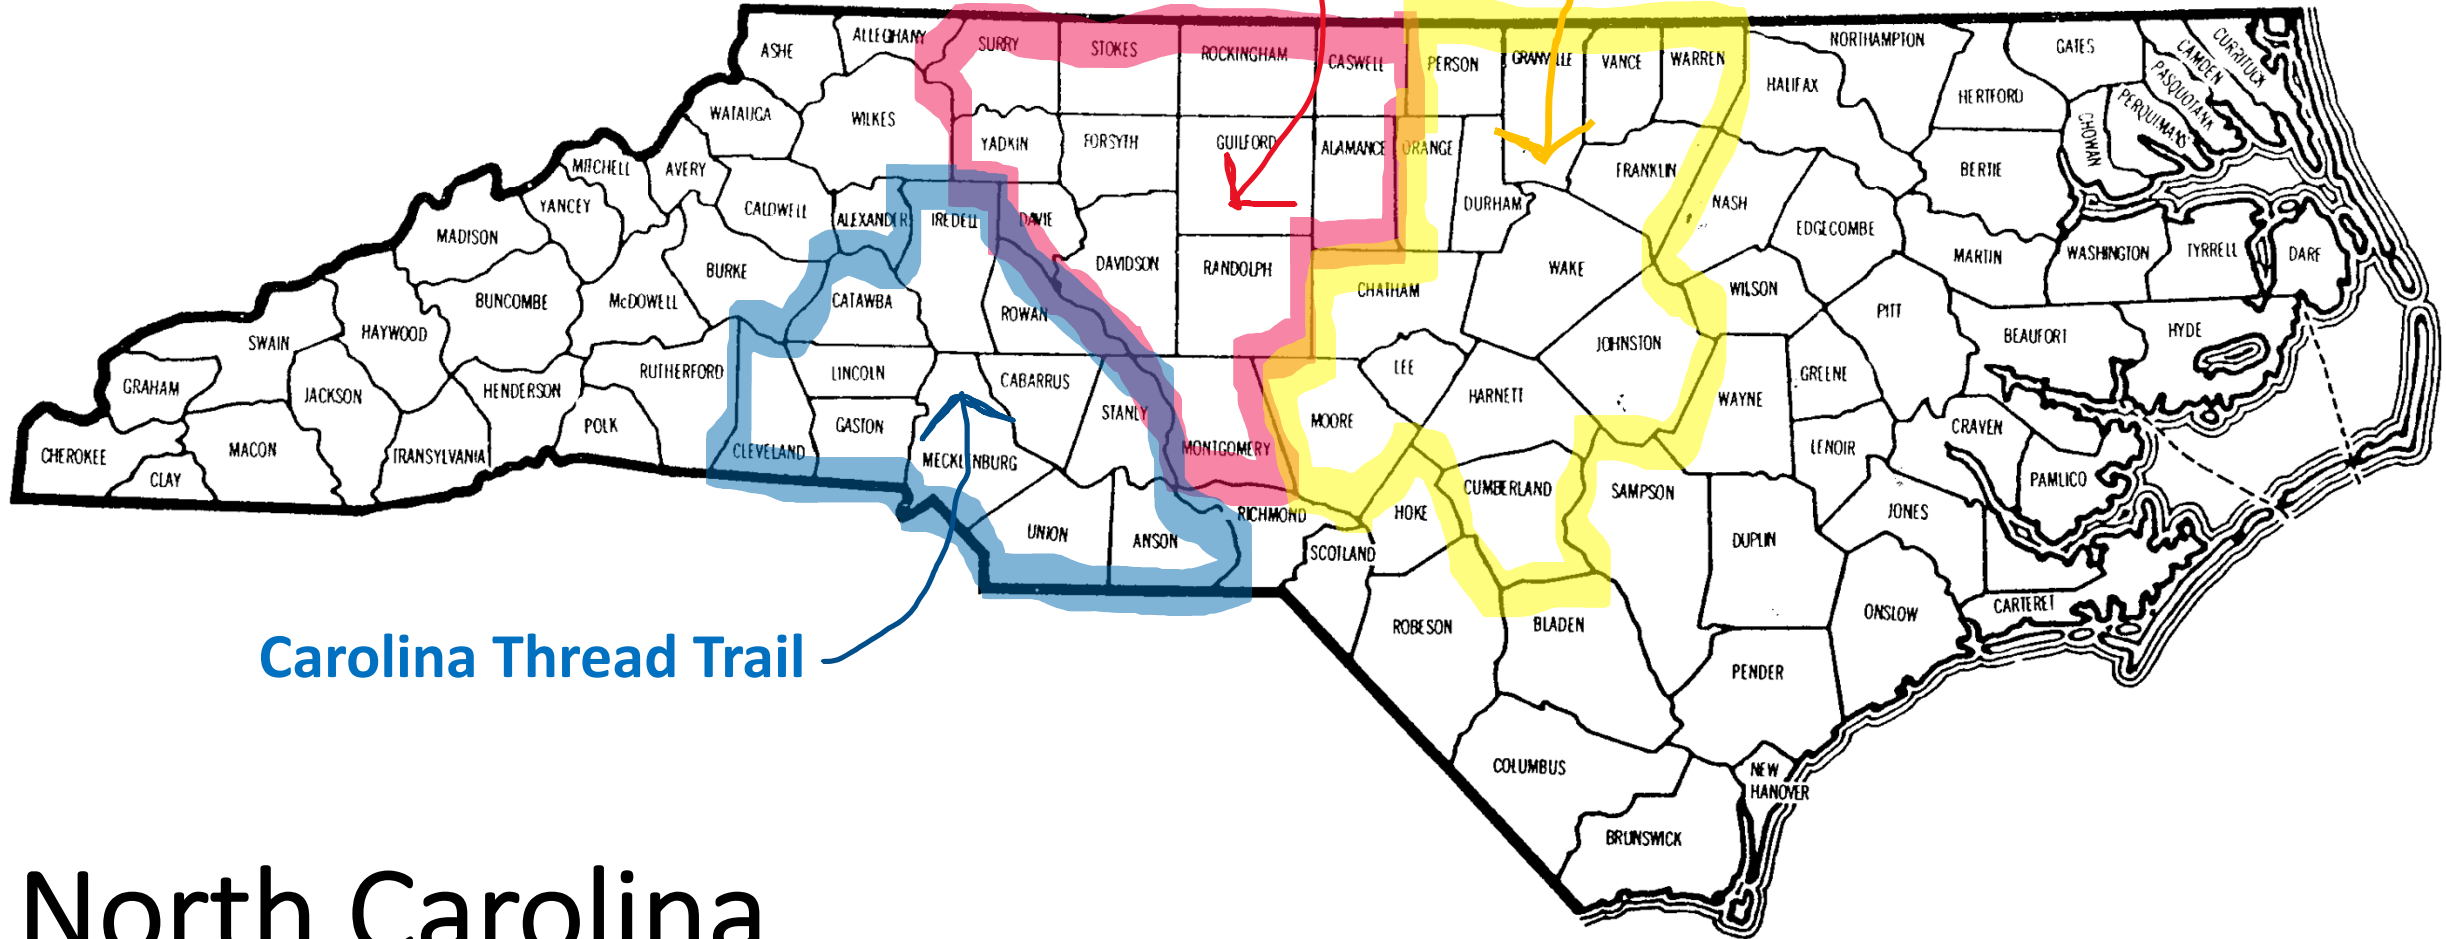 ALLEGHANY
ASHE
SURRY
STOKES
ROCKINGHAM
CASWELL
PERSON
GRANVILLE
VANCE
WARREN
NORTHAMPTON
GATES
CURRITUCK
CAMDEN
PASQUOTANK
PERQUIMANS
CHOWAN
HALIFAX
HERTFORD
WATAUGA
WILKES
YADKIN
FORSYTH
GUILFORD
ALAMANCE
ORANGE
DURHAM
FRANKLIN
NASH
BERTIE
MITCHELL
AVERY
YANCEY
CALDWELL
ALEXANDER
IREDELL
DAVIE
MADISON
EDGECOMBE
MARTIN
WASHINGTON
TYRRELL
DARE
BURKE
DAVIDSON
RANDOLPH
CHATHAM
WAKE
WILSON
PITT
BUNCOMBE
McDOWELL
CATAWBA
ROWAN
SWAIN
HAYWOOD
BEAUFORT
HYDE
JOHNSTON
GRAHAM
JACKSON
HENDERSON
RUTHERFORD
LINCOLN
CABARRUS
LEE
HARNETT
WAYNE
GREENE
POLK
GASTON
STANLY
MONTGOMERY
MOORE
CRAVEN
LENOIR
CHEROKEE
CLAY
MACON
TRANSYLVANIA
CLEVELAND
MECKLENBURG
CUMBERLAND
SAMPSON
PAMLICO
RICHMOND
HOKE
JONES
UNION
ANSON
SCOTLAND
DUPLIN
CARTERET
ONSLOW
ROBESON
BLADEN
Carolina Thread Trail
PENDER
COLUMBUS
NEW
HANOVER
BRUNSWICK
North Carolina